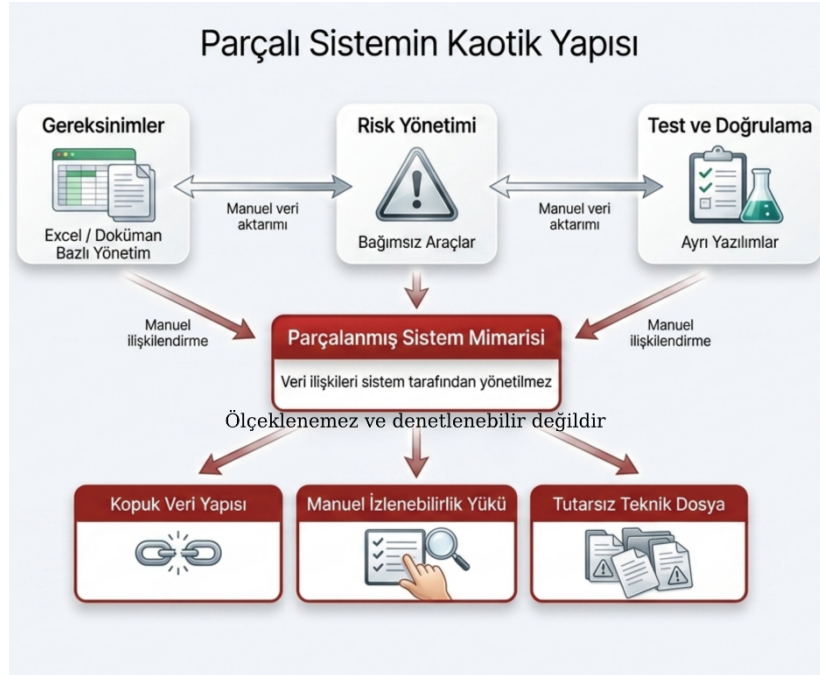 Parçalı Sistemin Kaotik Yapısı
Gereksinimler
Excel / Doküman
Bazlı Yönetim
Manuel veri
aktarımı
Risk Yönetimi
Bağımsız Araçlar
Manuel veri
aktarımı
Test ve Doğrulama
Ayrı Yazılımlar
Manuel
ilişkilendirme
Parçalanmış Sistem Mimarisi
Veri ilişkileri sistem tarafından yönetilmez
Manuel
ilişkilendirme
Ölçeklenemez ve denetlenebilir değildir
Kopuk Veri Yapısı
Manuel İzlenebilirlik Yükü
Tutarsız Teknik Dosya